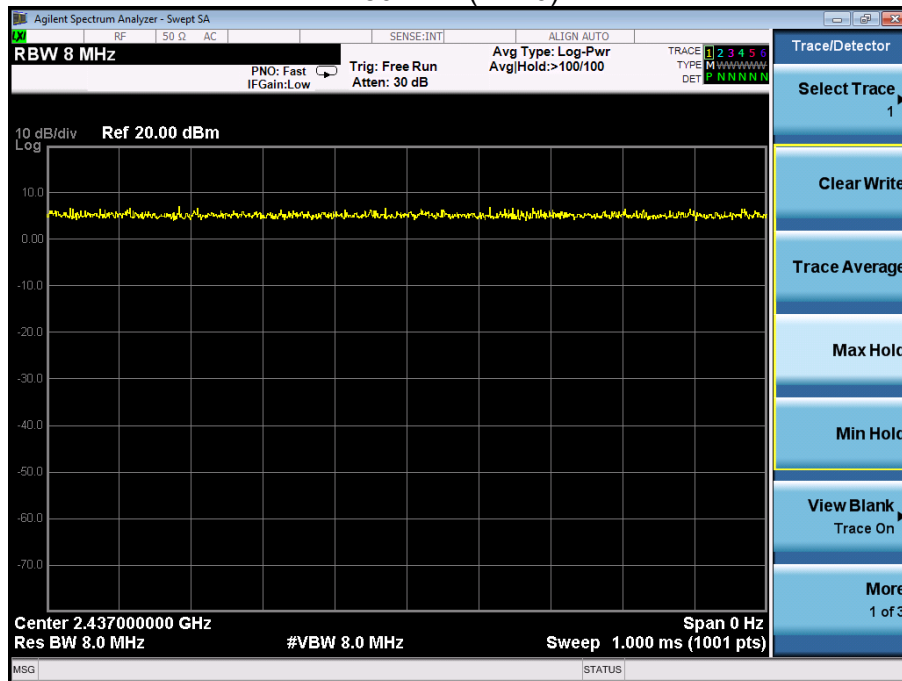 Agilent Spectrum Analyzer - Swept SA
LXI RF 50 Ω AC SENSE:INT ALIGN AUTO
RBW 8 MHz
PNO: Fast
IFGain:Low
Trig: Free Run
Atten: 30 dB
Avg Type: Log-Pwr
Avg|Hold:>100/100
TRACE 1 2 3 4 5 6
TYPE M WWWWW
DET P N N N N N
10 dB/div Ref 20.00 dBm
Log
10.0
0.00
-10.0
-20.0
-30.0
-40.0
-50.0
-60.0
-70.0
Center 2.437000000 GHz Span 0 Hz
Res BW 8.0 MHz #VBW 8.0 MHz Sweep 1.000 ms (1001 pts)
MSG STATUS
Trace/Detector
Select Trace
1
Clear Write
Trace Average
Max Hold
Min Hold
View Blank
Trace On
More
1 of 3